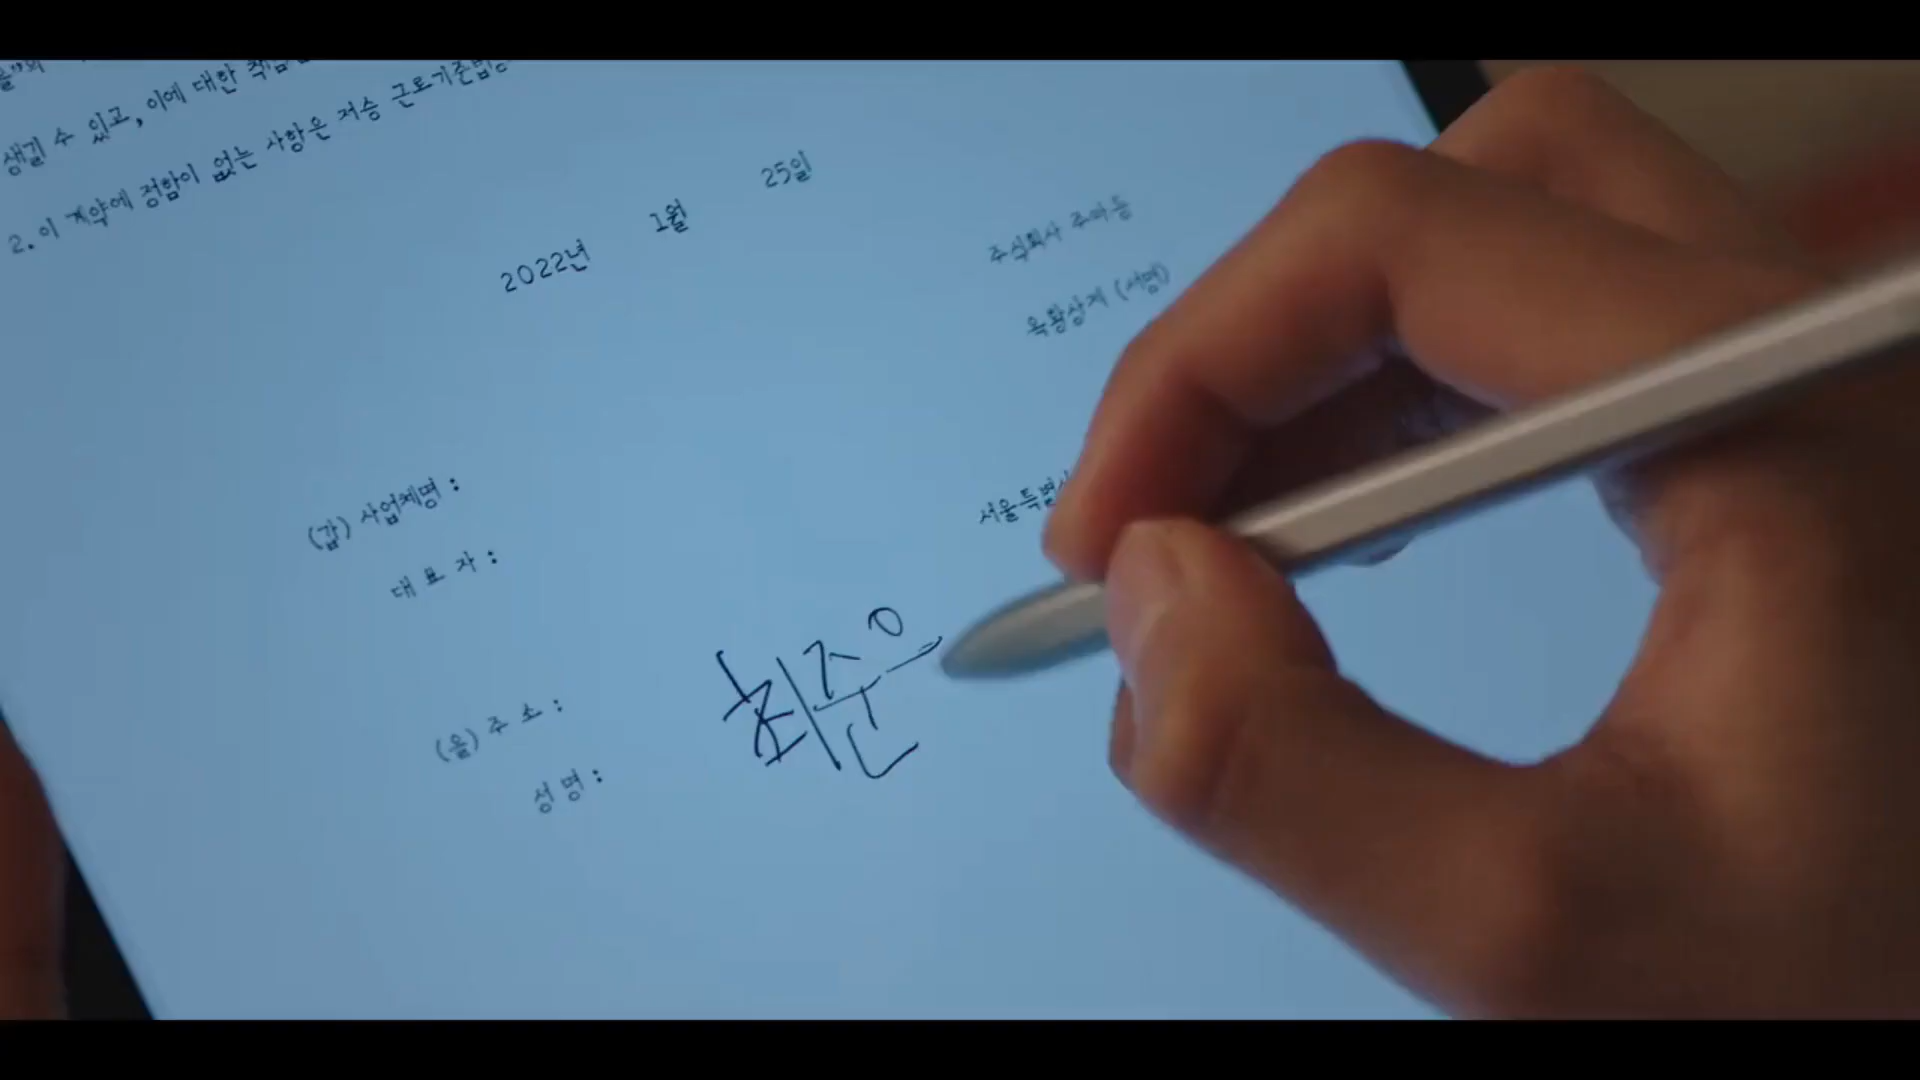 생길 수 있고, 이에 대한 책임은
2. 이 계약에 정함이 없는 사항은 저승 근로기준법
2022년 1월 25일
주식회사 주마등
옥황상제 (서명)
(갑) 사업체명 :
대 표 자 :
서울특별시
(을) 주 소 :
성 명 :
최준으